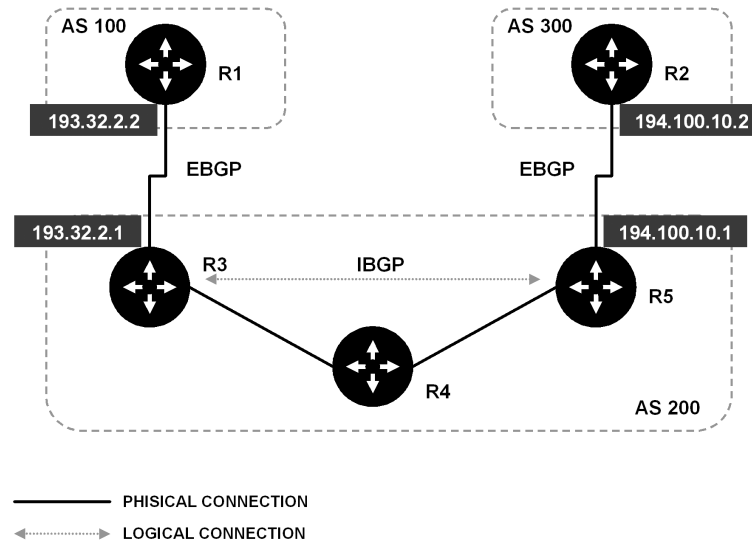 AS 100
R1
AS 300
R2
193.32.2.2
194.100.10.2
EBGP
EBGP
193.32.2.1
194.100.10.1
R3
IBGP
R5
R4
AS 200
PHISICAL CONNECTION
LOGICAL CONNECTION